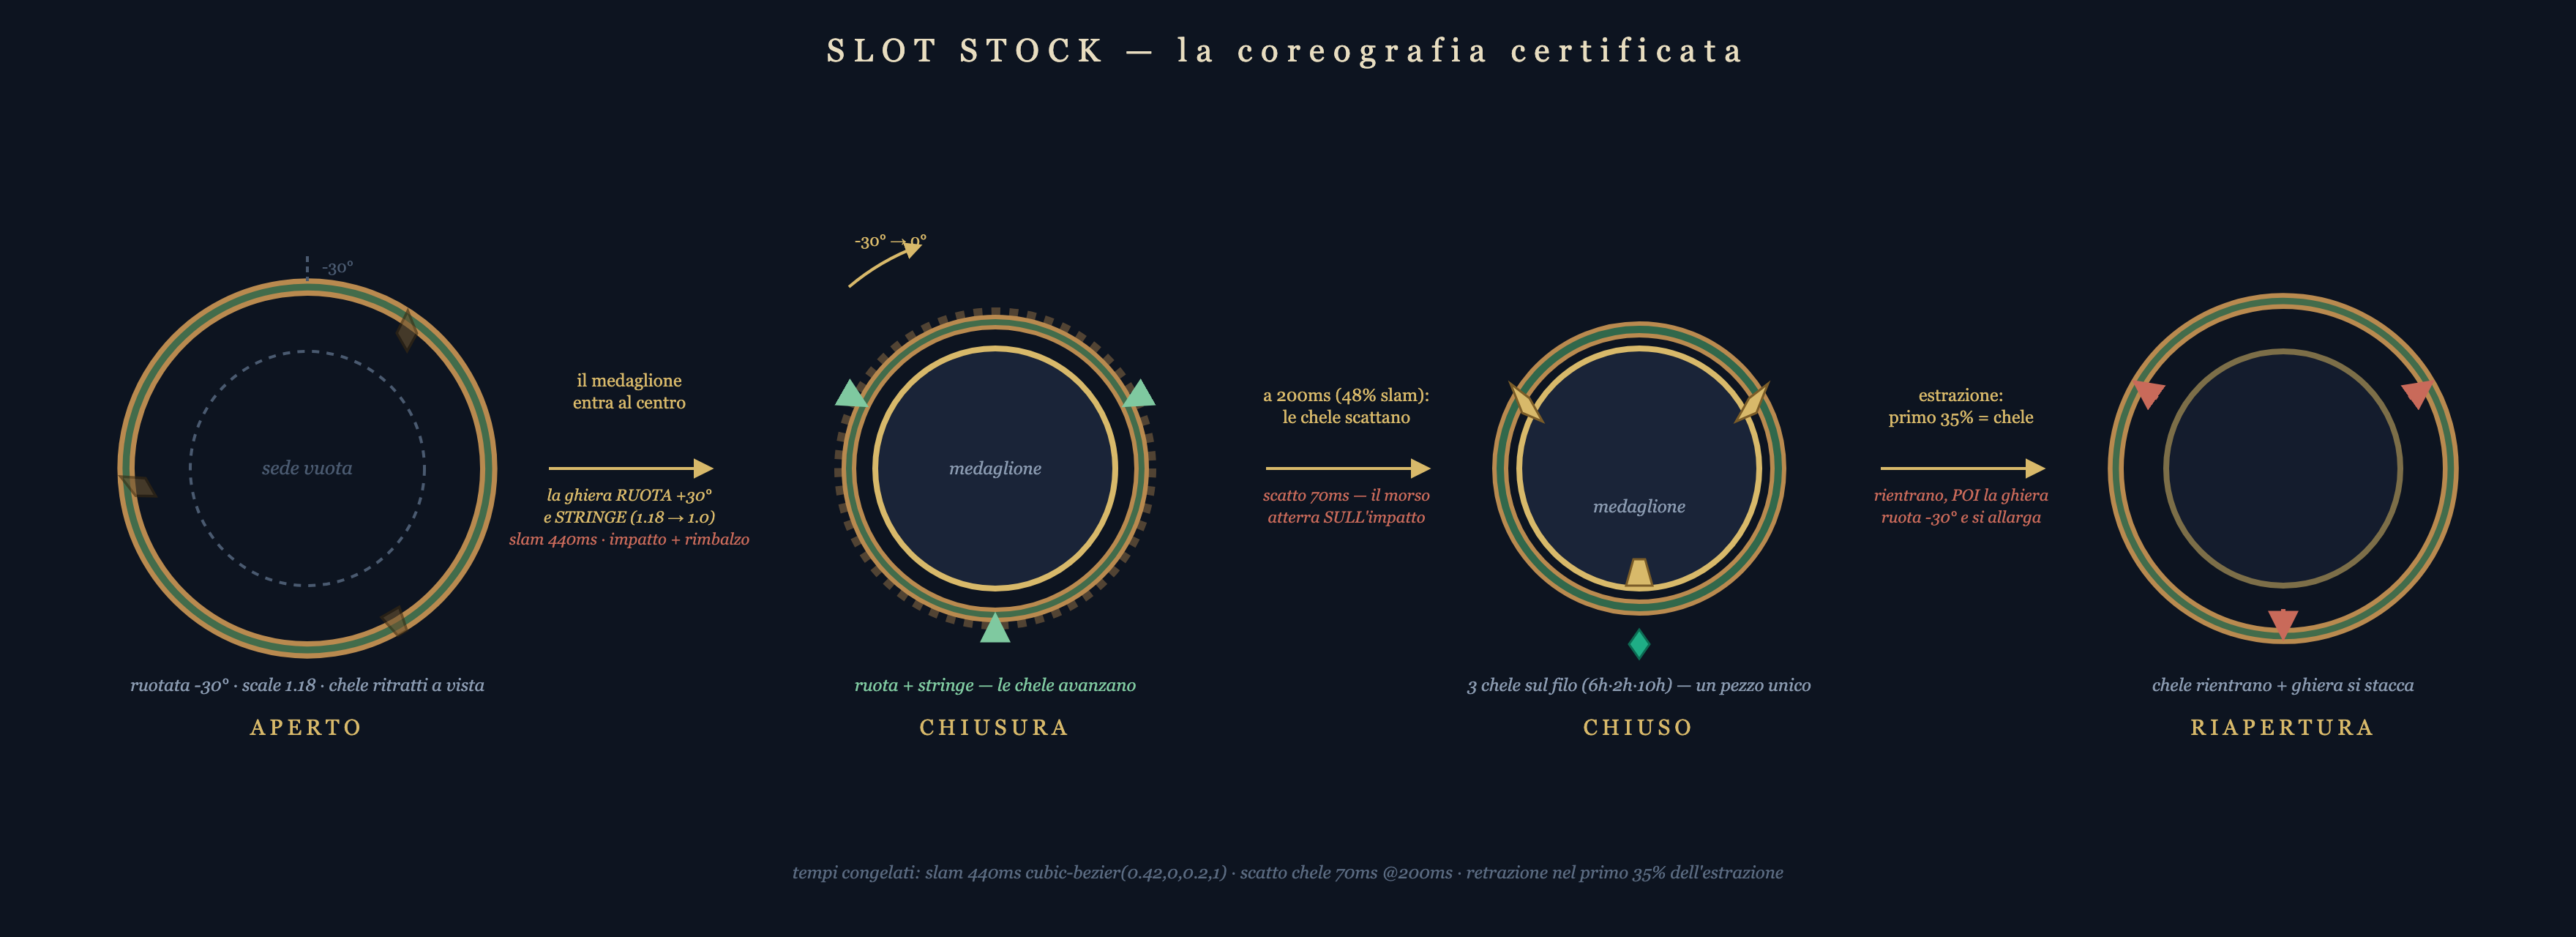 SLOT STOCK — la coreografia certificata
-30°
sede vuota
ruotata -30° · scale 1.18 · chele ritratti a vista
APERTO
il medaglione
entra al centro
la ghiera RUOTA +30°
e STRINGE (1.18 → 1.0)
slam 440ms · impatto + rimbalzo
-30° → 0°
medaglione
ruota + stringe — le chele avanzano
CHIUSURA
a 200ms (48% slam):
le chele scattano
scatto 70ms — il morso
atterra SULL'impatto
medaglione
3 chele sul filo (6h·2h·10h) — un pezzo unico
CHIUSO
estrazione:
primo 35% = chele
rientrano, POI la ghiera
ruota -30° e si allarga
chele rientrano + ghiera si stacca
RIAPERTURA
tempi congelati: slam 440ms cubic-bezier(0.42,0,0.2,1) · scatto chele 70ms @200ms · retrazione nel primo 35% dell'estrazione